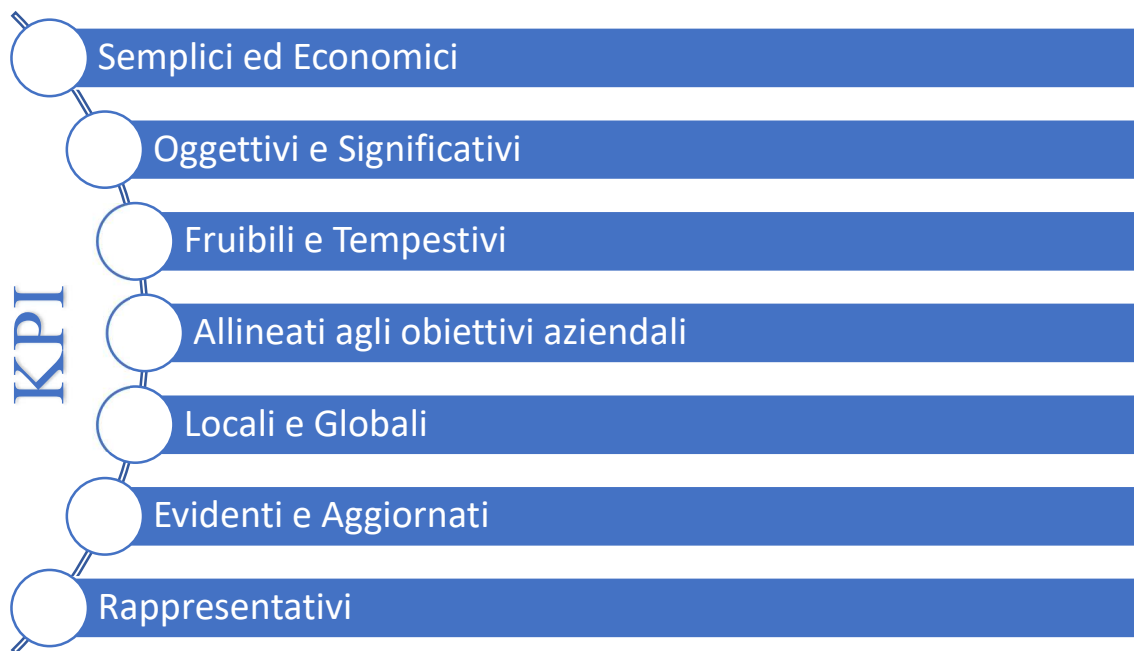 Semplici ed Economici
Oggettivi e Significativi
Fruibili e Tempestivi
KPI
Allineati agli obiettivi aziendali
Locali e Globali
Evidenti e Aggiornati
Rappresentativi